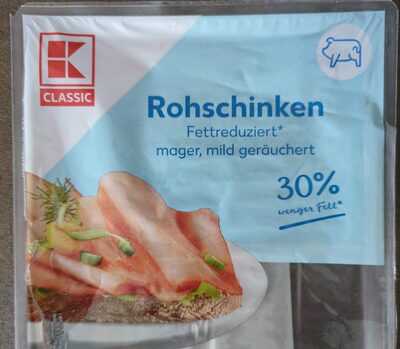 K
CLASSIC
Rohschinken
Fettreduziert*
mager, mild geräuchert
30%
weniger Fett*